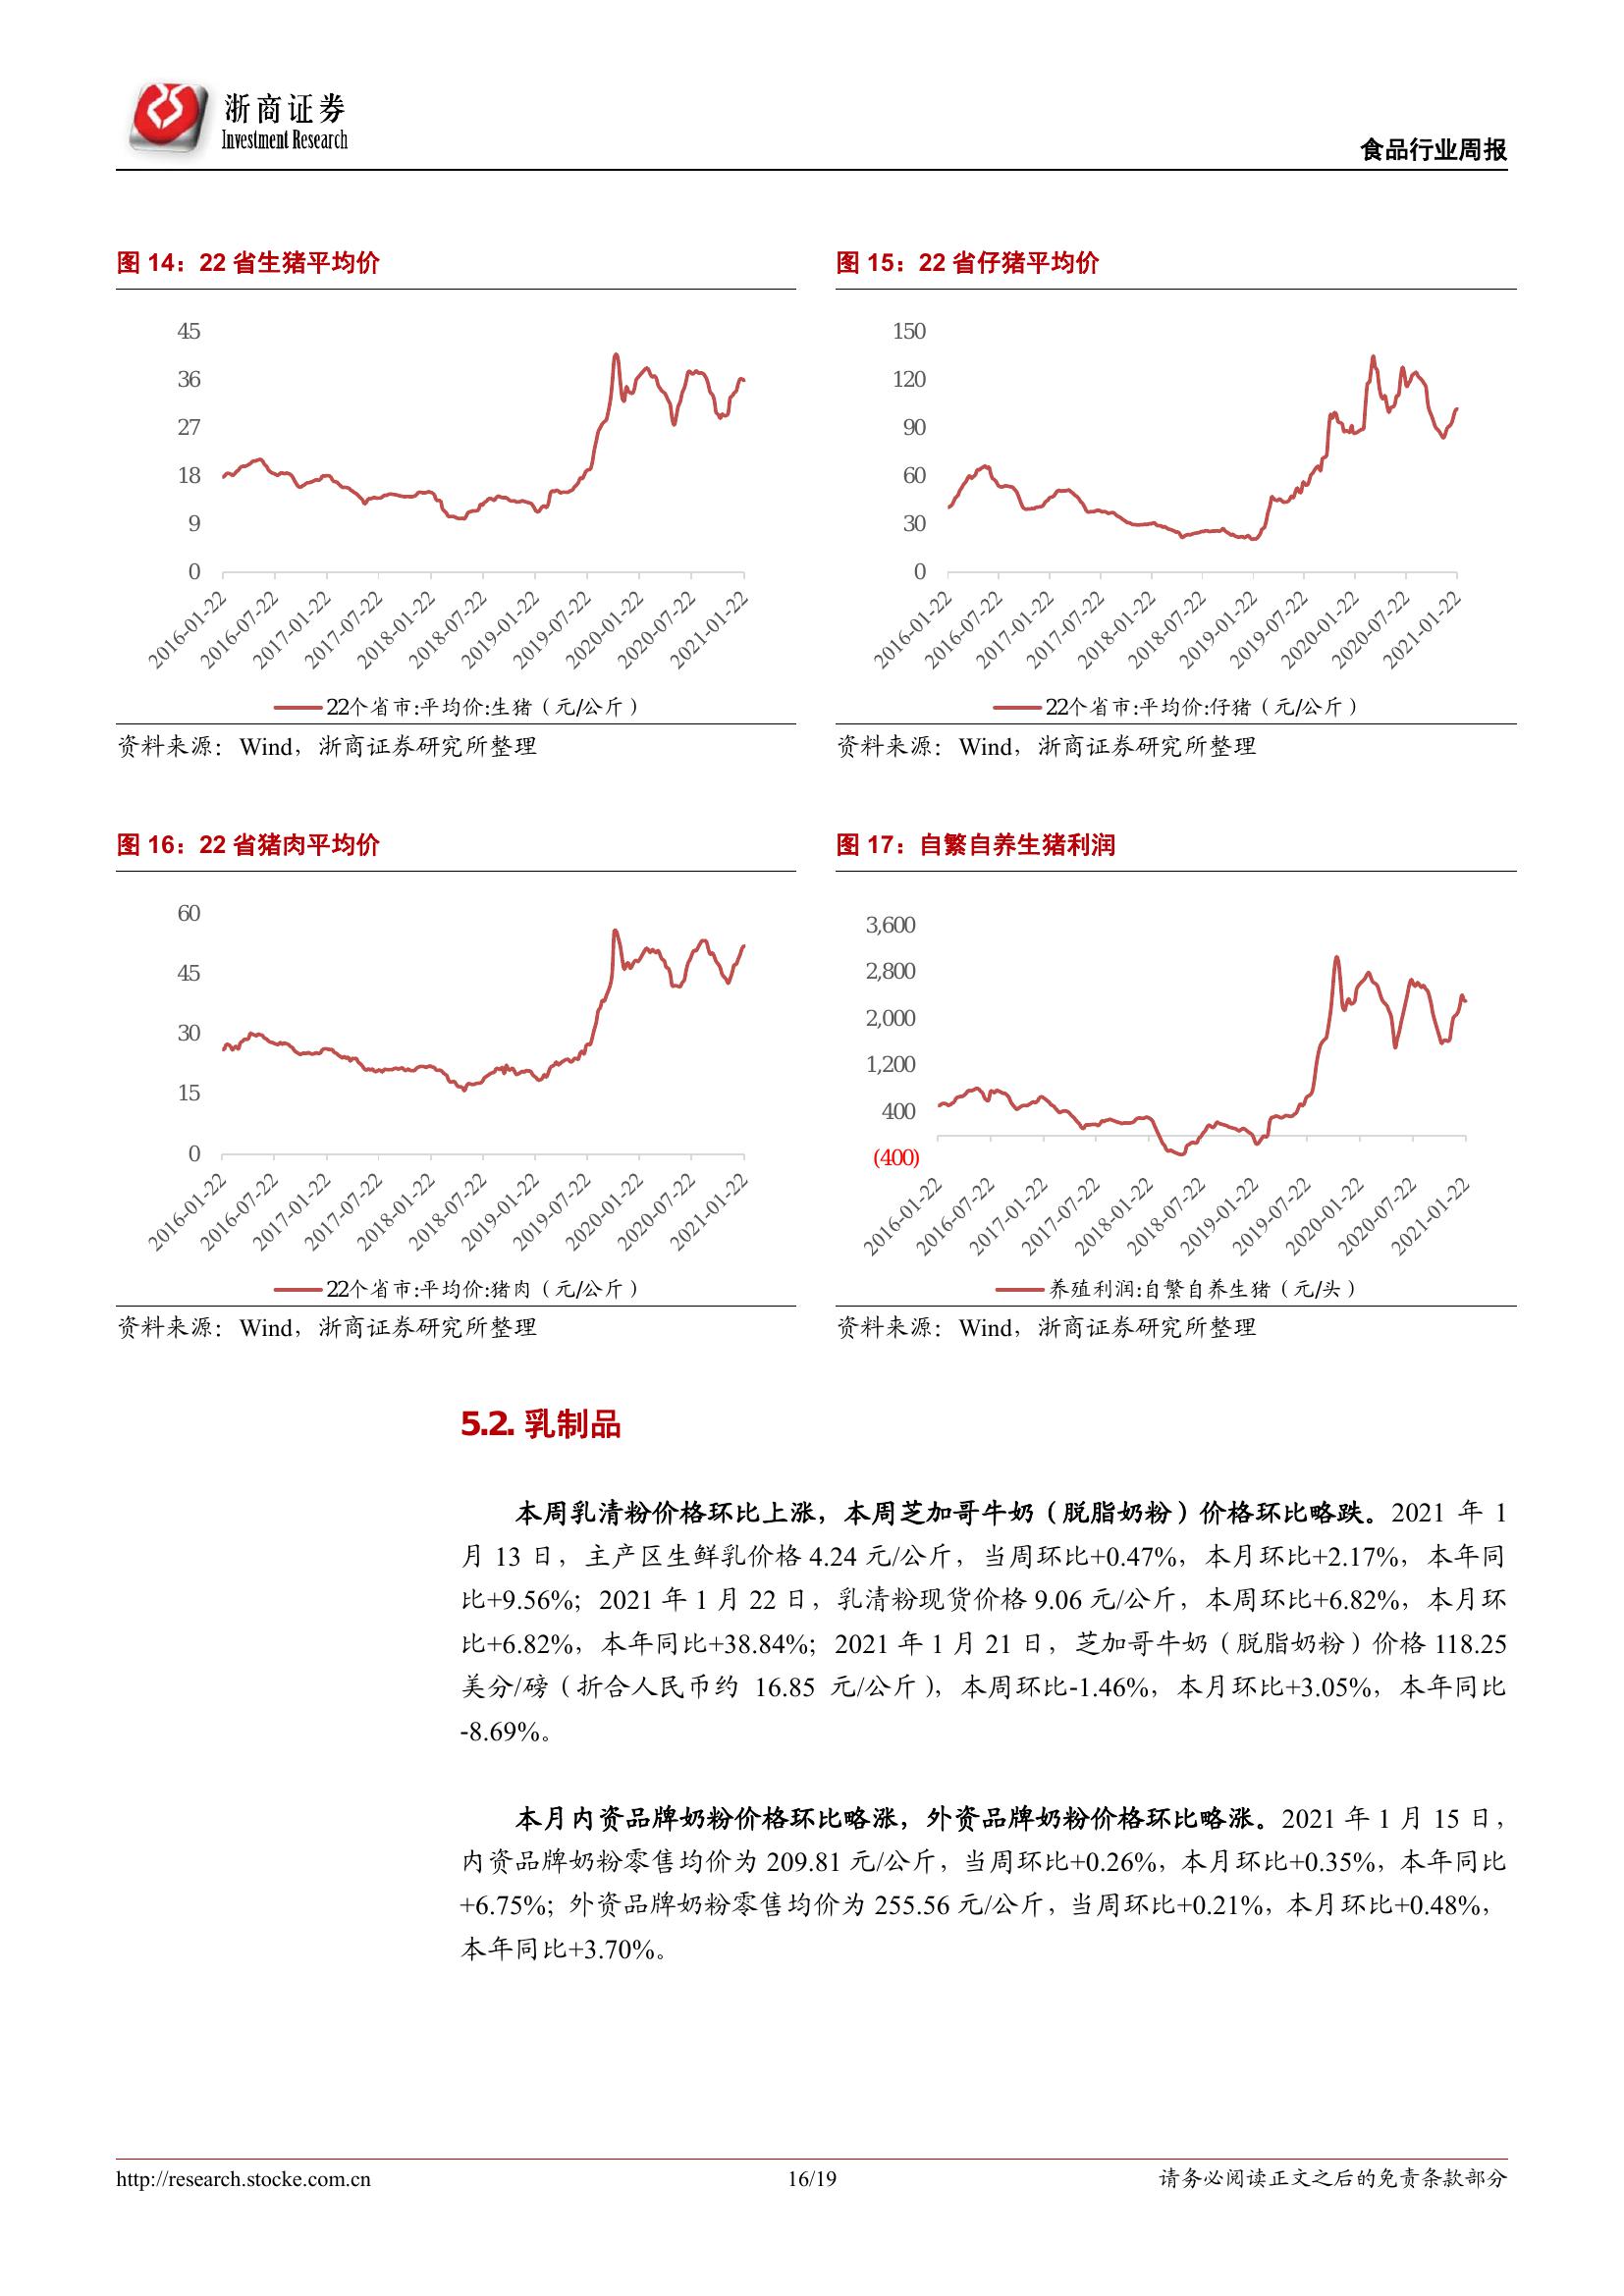 浙商证券
Investment Research
食品行业周报
图 14：22 省生猪平均价
45
36
27
18
9
0
2016-01-22
2016-07-22
2017-01-22
2017-07-22
2018-01-22
2018-07-22
2019-01-22
2019-07-22
2020-01-22
2020-07-22
2021-01-22
22个省市:平均价:生猪（元/公斤）
资料来源：Wind，浙商证券研究所整理
图 15：22 省仔猪平均价
150
120
90
60
30
0
2016-01-22
2016-07-22
2017-01-22
2017-07-22
2018-01-22
2018-07-22
2019-01-22
2019-07-22
2020-01-22
2020-07-22
2021-01-22
22个省市:平均价:仔猪（元/公斤）
资料来源：Wind，浙商证券研究所整理
图 16：22 省猪肉平均价
60
45
30
15
0
2016-01-22
2016-07-22
2017-01-22
2017-07-22
2018-01-22
2018-07-22
2019-01-22
2019-07-22
2020-01-22
2020-07-22
2021-01-22
22个省市:平均价:猪肉（元/公斤）
资料来源：Wind，浙商证券研究所整理
图 17：自繁自养生猪利润
3,600
2,800
2,000
1,200
400
(400)
2016-01-22
2016-07-22
2017-01-22
2017-07-22
2018-01-22
2018-07-22
2019-01-22
2019-07-22
2020-01-22
2020-07-22
2021-01-22
养殖利润:自繁自养生猪（元/头）
资料来源：Wind，浙商证券研究所整理
5.2. 乳制品
本周乳清粉价格环比上涨，本周芝加哥牛奶（脱脂奶粉）价格环比略跌。2021 年 1
月 13 日，主产区生鲜乳价格 4.24 元/公斤，当周环比+0.47%，本月环比+2.17%，本年同
比+9.56%；2021 年 1 月 22 日，乳清粉现货价格 9.06 元/公斤，本周环比+6.82%，本月环
比+6.82%，本年同比+38.84%；2021 年 1 月 21 日，芝加哥牛奶（脱脂奶粉）价格 118.25
美分/磅（折合人民币约 16.85 元/公斤），本周环比-1.46%，本月环比+3.05%，本年同比
-8.69%。
本月内资品牌奶粉价格环比略涨，外资品牌奶粉价格环比略涨。2021 年 1 月 15 日，
内资品牌奶粉零售均价为 209.81 元/公斤，当周环比+0.26%，本月环比+0.35%，本年同比
+6.75%；外资品牌奶粉零售均价为 255.56 元/公斤，当周环比+0.21%，本月环比+0.48%，
本年同比+3.70%。
http://research.stocke.com.cn
16/19
请务必阅读正文之后的免责条款部分